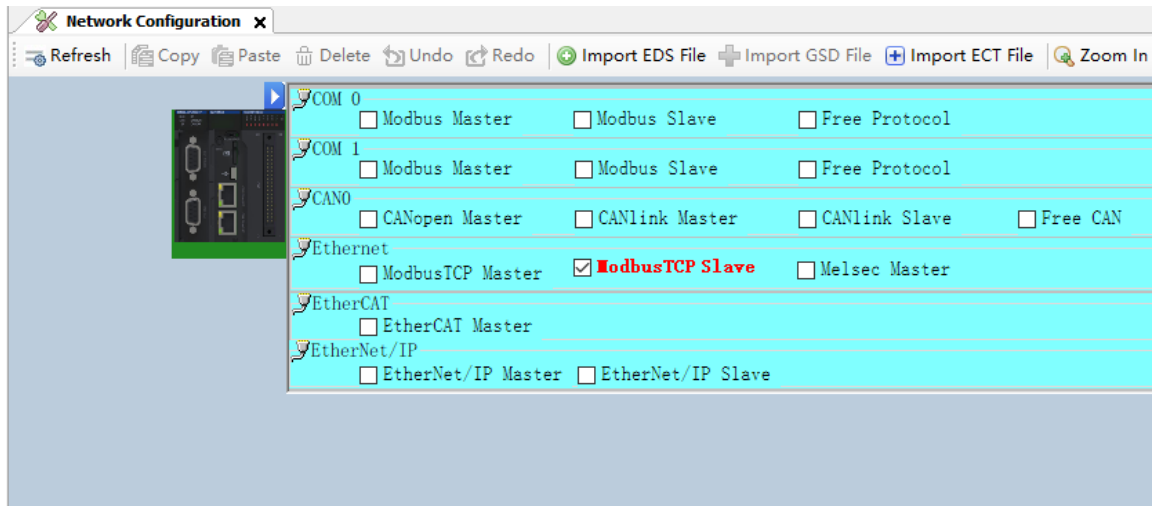 Network Configuration x
Refresh Copy Paste Delete Undo Redo Import EDS File Import GSD File Import ECT File Zoom In
COM 0
Modbus Master Modbus Slave Free Protocol
COM 1
Modbus Master Modbus Slave Free Protocol
CAN0
CANopen Master CANlink Master CANlink Slave Free CAN
Ethernet
ModbusTCP Master ModbusTCP Slave Melsec Master
EtherCAT
EtherCAT Master
EtherNet/IP
EtherNet/IP Master EtherNet/IP Slave